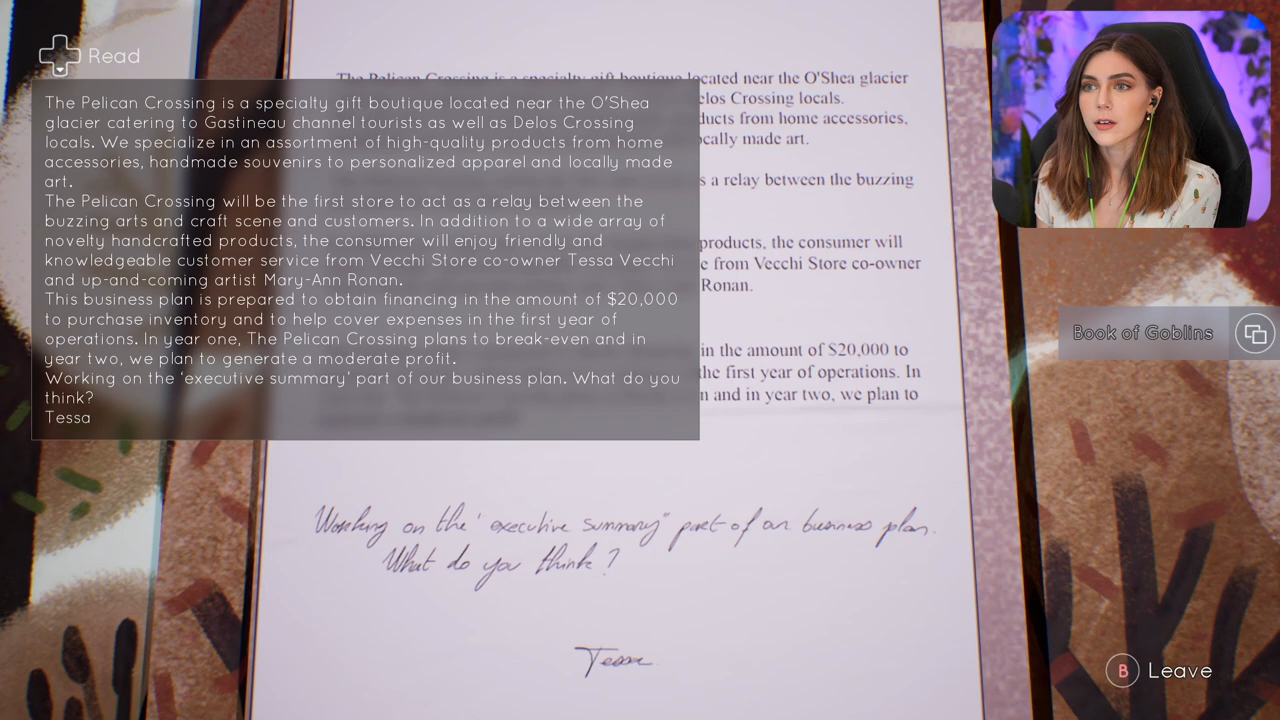 Read
The Pelican Crossing is a specialty gift boutique located near the O'Shea
glacier catering to Gastineau channel tourists as well as Delos Crossing
locals. We specialize in an assortment of high-quality products from home
accessories, handmade souvenirs to personalized apparel and locally made
art.
The Pelican Crossing will be the first store to act as a relay between the
buzzing arts and craft scene and customers. In addition to a wide array of
novelty handcrafted products, the consumer will enjoy friendly and
knowledgeable customer service from Vecchi Store co-owner Tessa Vecchi
and up-and-coming artist Mary-Ann Ronan.
This business plan is prepared to obtain financing in the amount of $20,000
to purchase inventory and to help cover expenses in the first year of
operations. In year one, The Pelican Crossing plans to break-even and in
year two, we plan to generate a moderate profit.
Working on the 'executive summary' part of our business plan. What do you
think?
Tessa
The Pelican Crossing is a specialty gift boutique located near the O'Shea glacier
elos Crossing locals.
ducts from home accessories,
ocally made art.
s a relay between the buzzing
products, the consumer will
e from Vecchi Store co-owner
Ronan.
in the amount of $20,000 to
the first year of operations. In
n and in year two, we plan to
Working on the 'executive summary" part of our business plan.
What do you think?
Tessa
Book of Goblins
B Leave